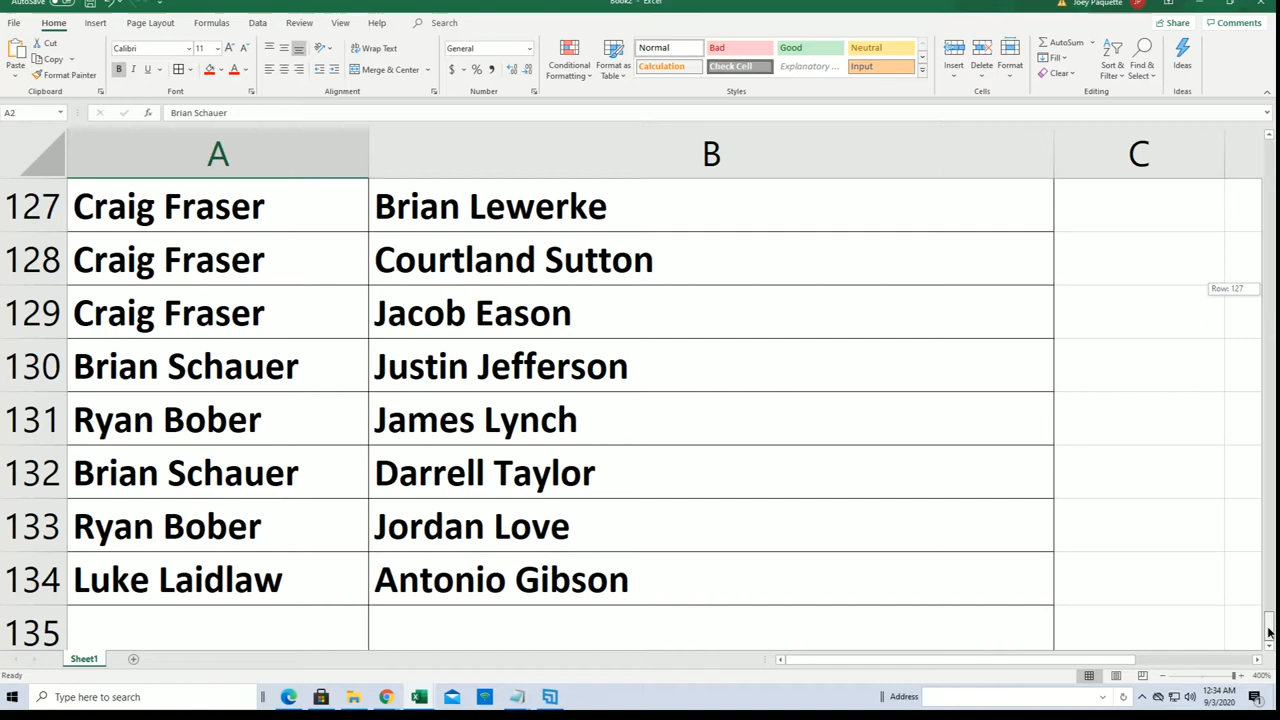 AutoSave Off Book2 - Excel Joey Paquette JP
File Home Insert Page Layout Formulas Data Review View Help Search Share Comments
Paste Cut Copy Format Painter Clipboard
Calibri 11 B I U Font
Wrap Text Merge & Center Alignment
General $ % Number
Conditional Formatting Format as Table
Normal Bad Good Neutral
Calculation Check Cell Explanatory ... Input
Styles
Insert Delete Format Cells
AutoSum Fill Clear Sort & Filter Find & Select Editing
Ideas Ideas
A2 fx Brian Schauer
A B C
127 Craig Fraser Brian Lewerke
128 Craig Fraser Courtland Sutton
129 Craig Fraser Jacob Eason
Row: 127
130 Brian Schauer Justin Jefferson
131 Ryan Bober James Lynch
132 Brian Schauer Darrell Taylor
133 Ryan Bober Jordan Love
134 Luke Laidlaw Antonio Gibson
135
Sheet1
Ready 400%
Type here to search Address 12:34 AM
9/3/2020